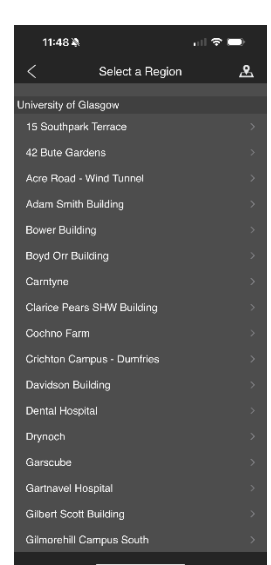 11:48
Select a Region
University of Glasgow
15 Southpark Terrace
42 Bute Gardens
Acre Road - Wind Tunnel
Adam Smith Building
Bower Building
Boyd Orr Building
Carntyne
Clarice Pears SHW Building
Cochno Farm
Crichton Campus - Dumfries
Davidson Building
Dental Hospital
Drynoch
Garscube
Gartnavel Hospital
Gilbert Scott Building
Gilmorehill Campus South